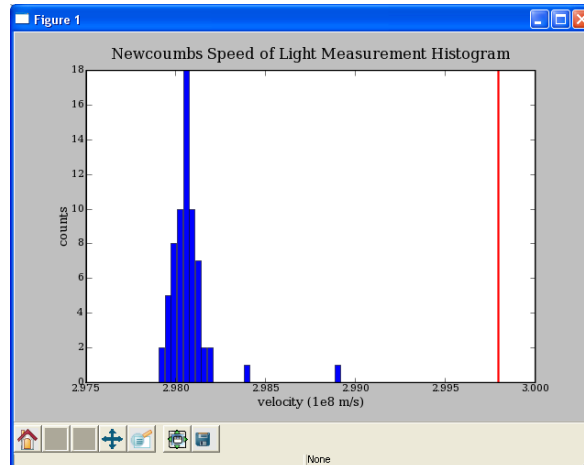 Figure 1
Newcoumbs Speed of Light Measurement Histogram
18
16
14
12
10
8
6
4
2
0
counts
2.975 2.980 2.985 2.990 2.995 3.000
velocity (1e8 m/s)
None